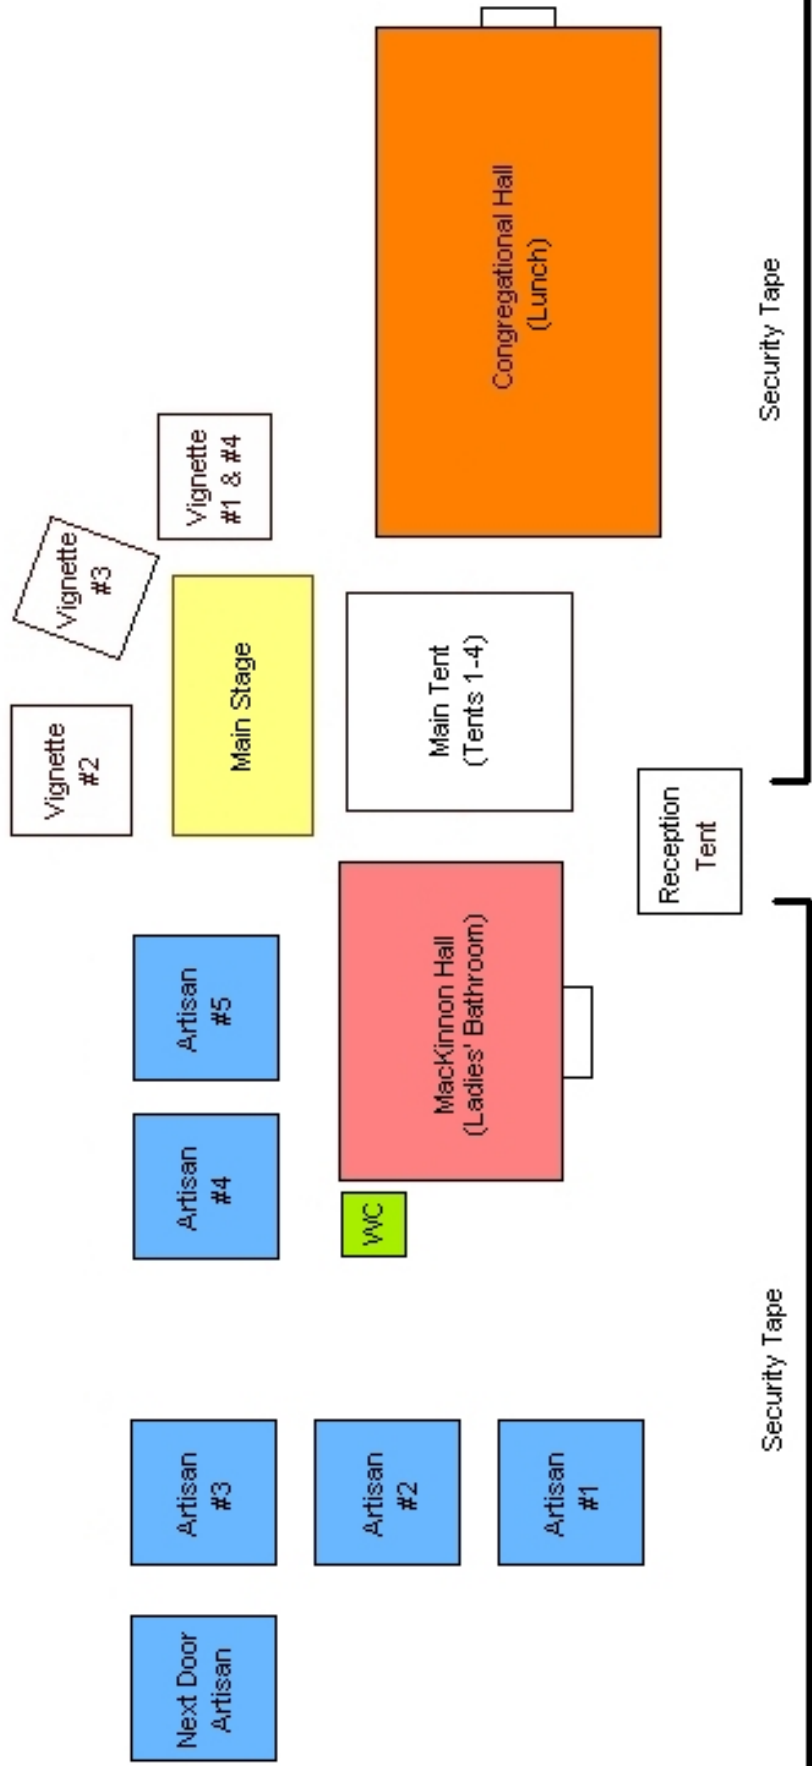 Next Door
Artisan
Artisan
#3
Artisan
#4
Artisan
#5
Vignette
#2
Vignette
#3
Vignette
#1 & #4
Main Stage
Artisan
#2
WC
MacKinnon Hall
(Ladies' Bathroom)
Main Tent
(Tents 1-4)
Congregational Hall
(Lunch)
Artisan
#1
Reception
Tent
Security Tape
Security Tape